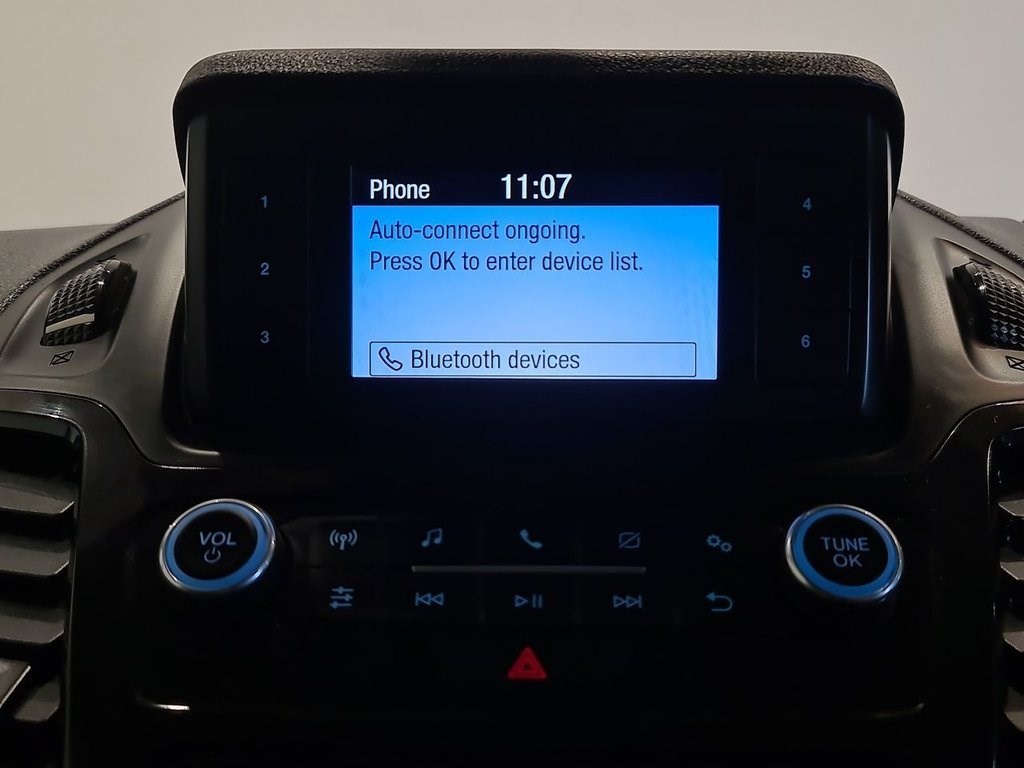 Phone 11:07
Auto-connect ongoing.
Press OK to enter device list.
Bluetooth devices
1
2
3
4
5
6
VOL
TUNE
OK